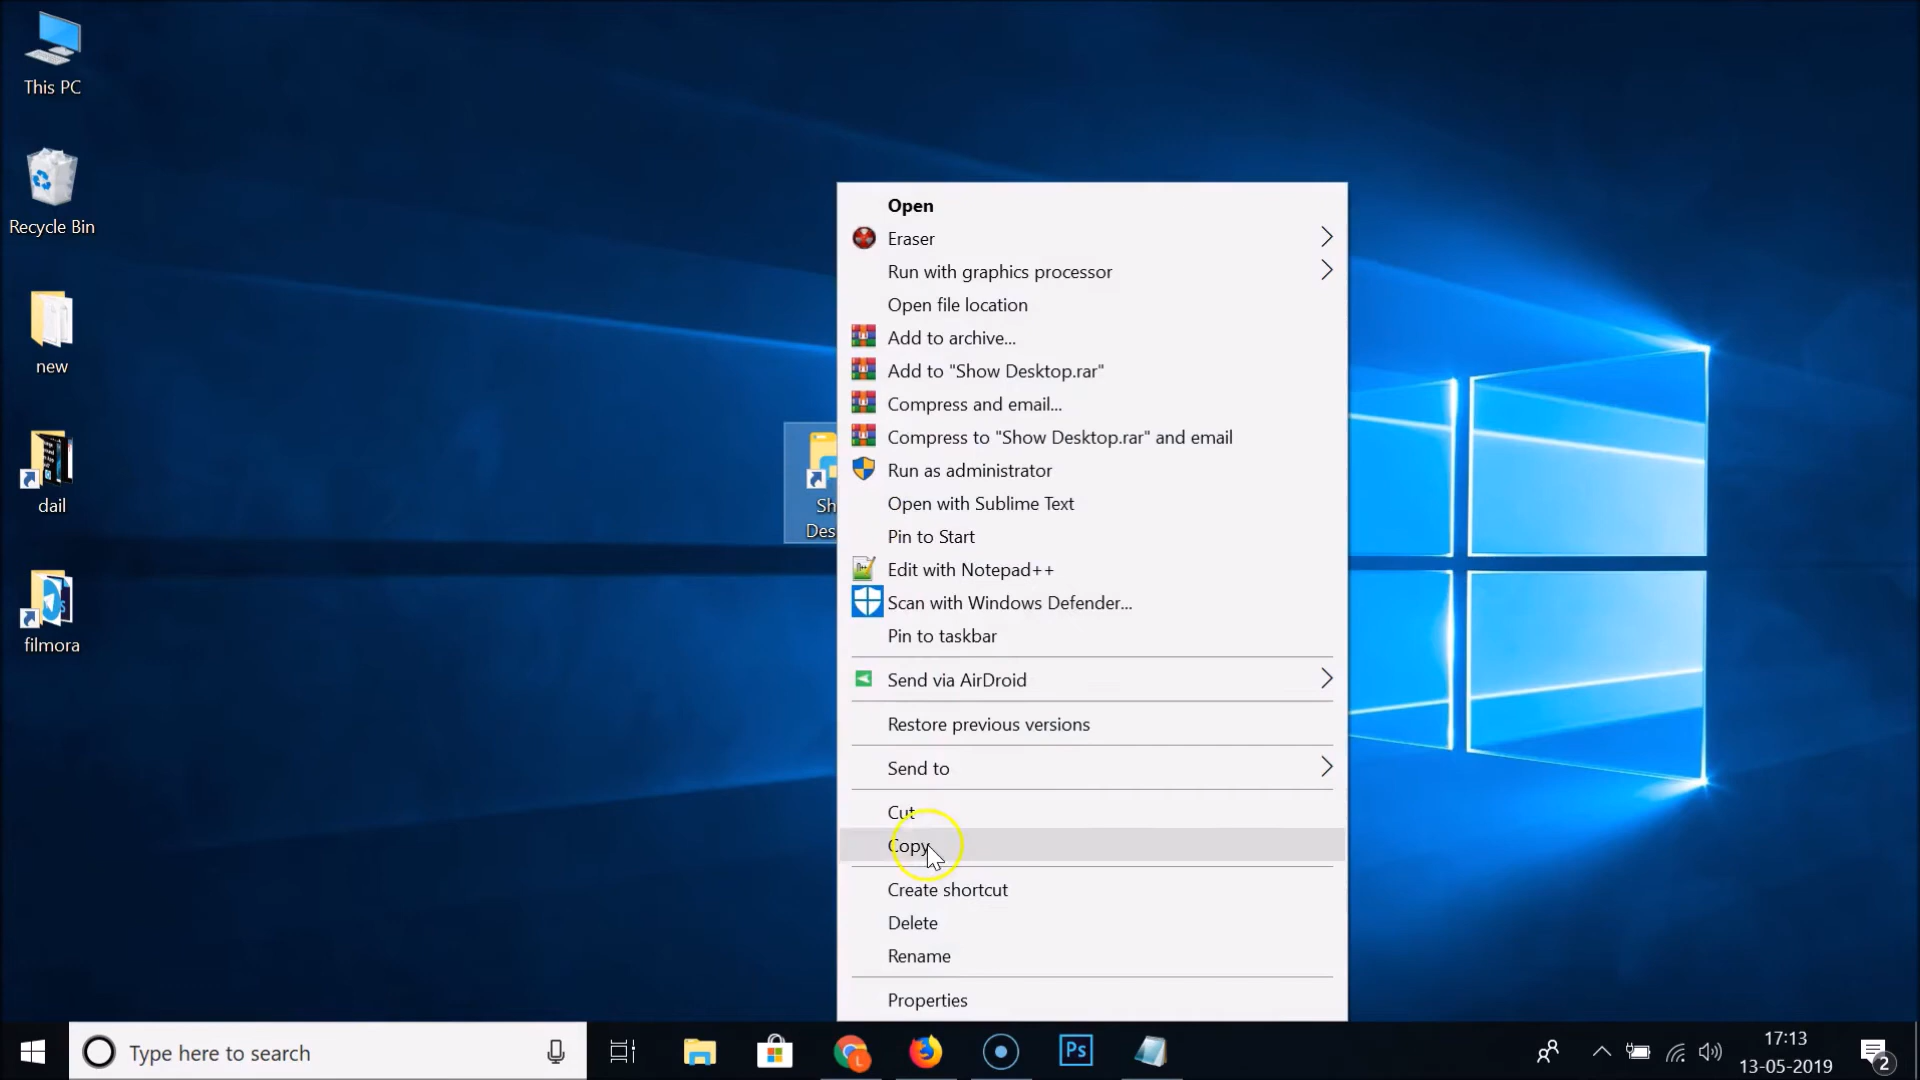 This PC
Recycle Bin
new
dail
filmora
Sh
Des
Open
Eraser
Run with graphics processor
Open file location
Add to archive...
Add to "Show Desktop.rar"
Compress and email...
Compress to "Show Desktop.rar" and email
Run as administrator
Open with Sublime Text
Pin to Start
Edit with Notepad++
Scan with Windows Defender...
Pin to taskbar
Send via AirDroid
Restore previous versions
Send to
Cut
Copy
Create shortcut
Delete
Rename
Properties
Type here to search
L
Ps
17:13
13-05-2019
2